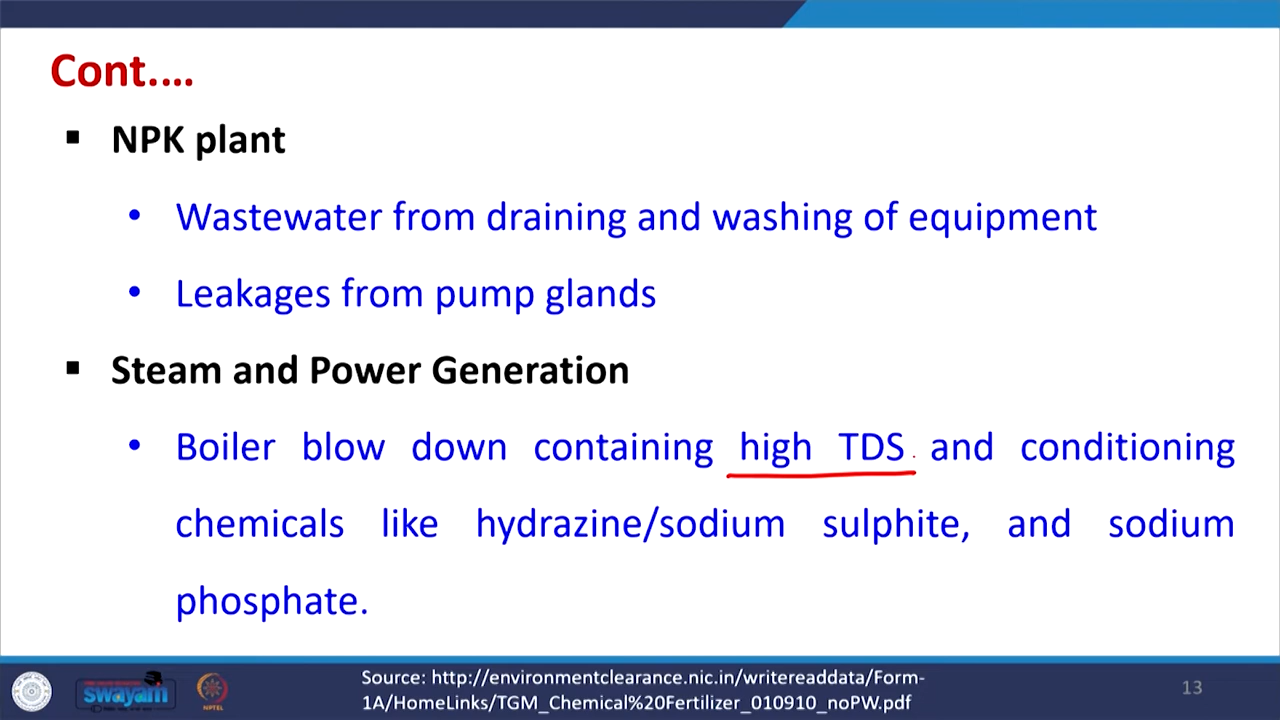 Cont.…
▪ NPK plant
• Wastewater from draining and washing of equipment
• Leakages from pump glands
▪ Steam and Power Generation
• Boiler blow down containing high TDS and conditioning
chemicals like hydrazine/sodium sulphite, and sodium
phosphate.
swayam
NPTEL
Source: http://environmentclearance.nic.in/writereaddata/Form-
1A/HomeLinks/TGM_Chemical%20Fertilizer_010910_noPW.pdf
13